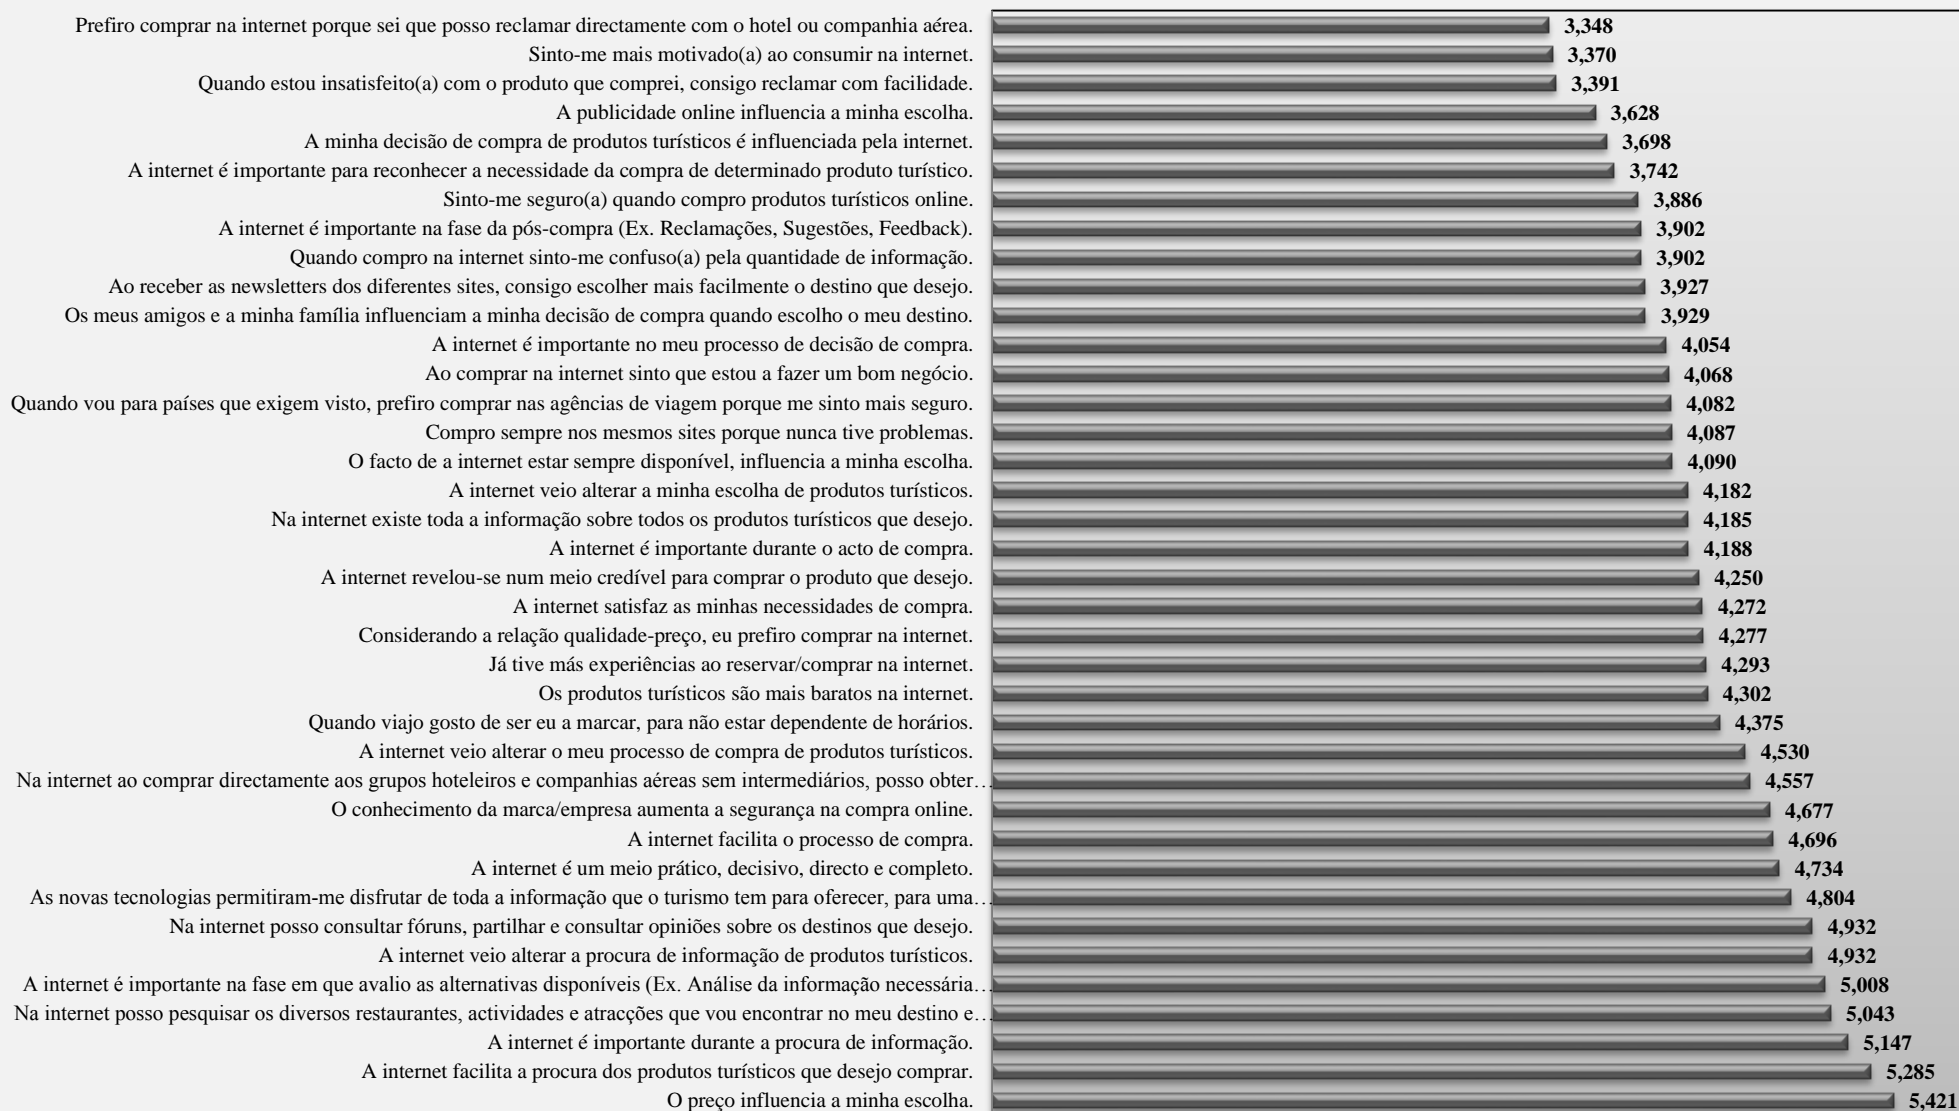 Prefiro comprar na internet porque sei que posso reclamar directamente com o hotel ou companhia aérea. 3,348
Sinto-me mais motivado(a) ao consumir na internet. 3,370
Quando estou insatisfeito(a) com o produto que comprei, consigo reclamar com facilidade. 3,391
A publicidade online influencia a minha escolha. 3,628
A minha decisão de compra de produtos turísticos é influenciada pela internet. 3,698
A internet é importante para reconhecer a necessidade da compra de determinado produto turístico. 3,742
Sinto-me seguro(a) quando compro produtos turísticos online. 3,886
A internet é importante na fase da pós-compra (Ex. Reclamações, Sugestões, Feedback). 3,902
Quando compro na internet sinto-me confuso(a) pela quantidade de informação. 3,902
Ao receber as newsletters dos diferentes sites, consigo escolher mais facilmente o destino que desejo. 3,927
Os meus amigos e a minha família influenciam a minha decisão de compra quando escolho o meu destino. 3,929
A internet é importante no meu processo de decisão de compra. 4,054
Ao comprar na internet sinto que estou a fazer um bom negócio. 4,068
Quando vou para países que exigem visto, prefiro comprar nas agências de viagem porque me sinto mais seguro. 4,082
Compro sempre nos mesmos sites porque nunca tive problemas. 4,087
O facto de a internet estar sempre disponível, influencia a minha escolha. 4,090
A internet veio alterar a minha escolha de produtos turísticos. 4,182
Na internet existe toda a informação sobre todos os produtos turísticos que desejo. 4,185
A internet é importante durante o acto de compra. 4,188
A internet revelou-se num meio credível para comprar o produto que desejo. 4,250
A internet satisfaz as minhas necessidades de compra. 4,272
Considerando a relação qualidade-preço, eu prefiro comprar na internet. 4,277
Já tive más experiências ao reservar/comprar na internet. 4,293
Os produtos turísticos são mais baratos na internet. 4,302
Quando viajo gosto de ser eu a marcar, para não estar dependente de horários. 4,375
A internet veio alterar o meu processo de compra de produtos turísticos. 4,530
Na internet ao comprar directamente aos grupos hoteleiros e companhias aéreas sem intermediários, posso obter… 4,557
O conhecimento da marca/empresa aumenta a segurança na compra online. 4,677
A internet facilita o processo de compra. 4,696
A internet é um meio prático, decisivo, directo e completo. 4,734
As novas tecnologias permitiram-me disfrutar de toda a informação que o turismo tem para oferecer, para uma… 4,804
Na internet posso consultar fóruns, partilhar e consultar opiniões sobre os destinos que desejo. 4,932
A internet veio alterar a procura de informação de produtos turísticos. 4,932
A internet é importante na fase em que avalio as alternativas disponíveis (Ex. Análise da informação necessária… 5,008
Na internet posso pesquisar os diversos restaurantes, actividades e atracções que vou encontrar no meu destino e… 5,043
A internet é importante durante a procura de informação. 5,147
A internet facilita a procura dos produtos turísticos que desejo comprar. 5,285
O preço influencia a minha escolha. 5,421